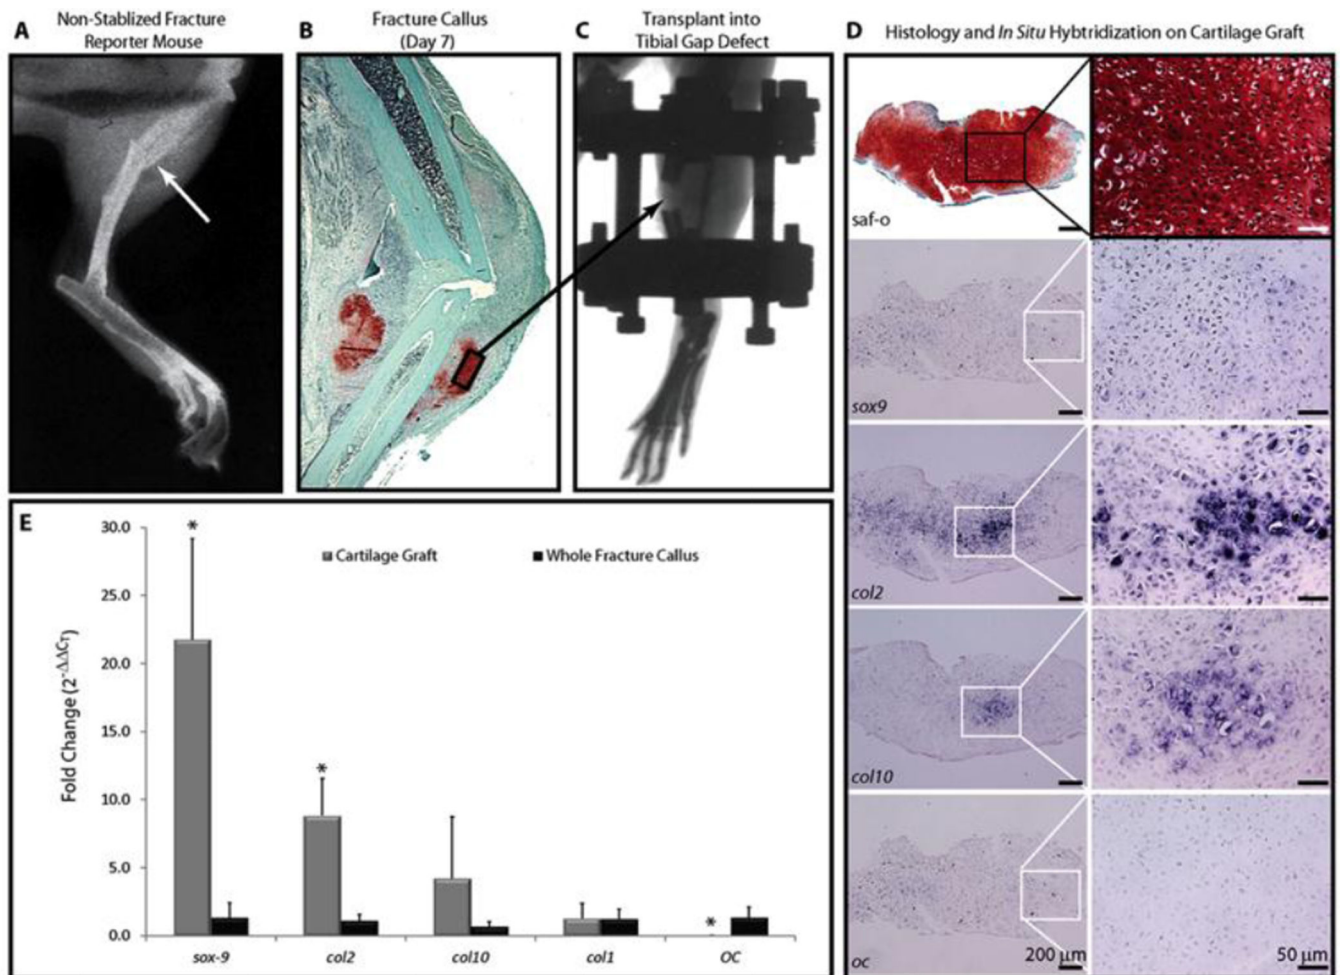 A
Non-Stablized Fracture
Reporter Mouse
B
Fracture Callus
(Day 7)
C
Transplant into
Tibial Gap Defect
D
Histology and In Situ Hybtridization on Cartilage Graft
saf-o
sox9
col2
col10
oc
200 µm
50 µm
E
30.0
25.0
20.0
15.0
10.0
5.0
0.0
Fold Change (2^-ΔΔCT)
Cartilage Graft
Whole Fracture Callus
*
*
*
sox-9
col2
col10
col1
OC